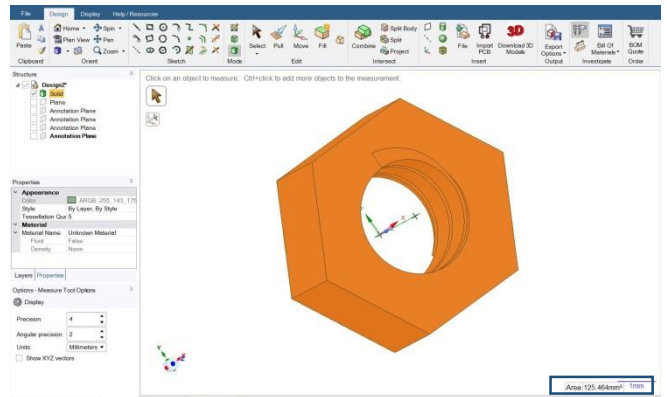 File Design Display Help / Resources
Paste
Home Spin
Plan View Pan
Zoom
Select Pull Move Fill
Combine
Split Body
Split
Project
File Import PCB Download 3D Models
Export Options
Bill Of Materials
BOM Quote
Clipboard Orient Sketch Mode Edit Intersect Insert Output Investigate Order
Structure
Design2*
Solid
Plane
Annotation Plane
Annotation Plane
Annotation Plane
Annotation Plane
Click on an object to measure. Ctrl+click to add more objects to the measurement.
Properties
Appearance
Color ARGB: 255, 143, 175
Style By Layer, By Style
Tessellation Qua 5
Material
Material Name Unknown Material
Fluid False
Density None
Layers Properties
Options - Measure Tool Options
Display
Precision: 4
Angular precision: 2
Units: Millimeters
Show XYZ vectors
X
Y
Area 125.464mm² 1mm